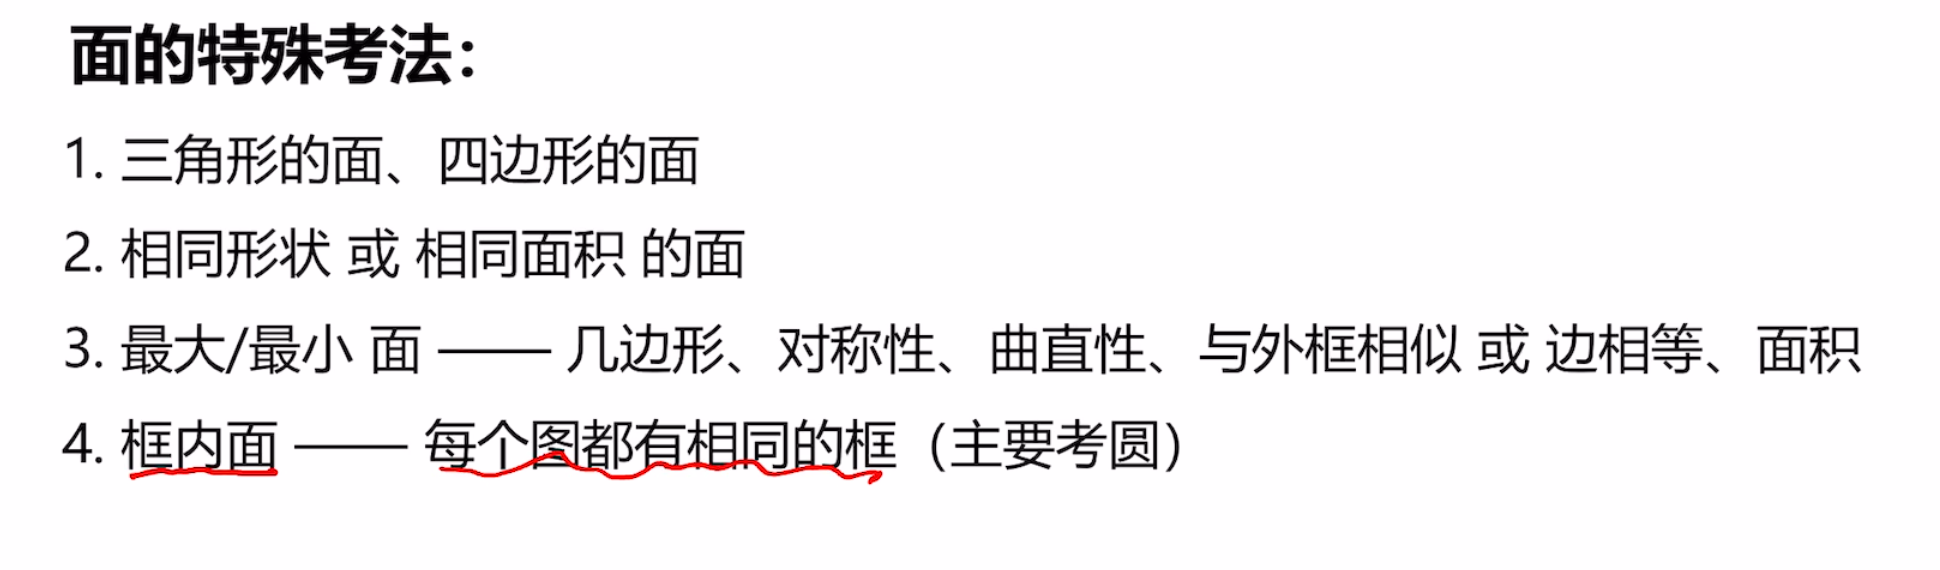 面的特殊考法：
1. 三角形的面、四边形的面
2. 相同形状 或 相同面积 的面
3. 最大/最小 面 —— 几边形、对称性、曲直性、与外框相似 或 边相等、面积
4. 框内面 —— 每个图都有相同的框（主要考圆）